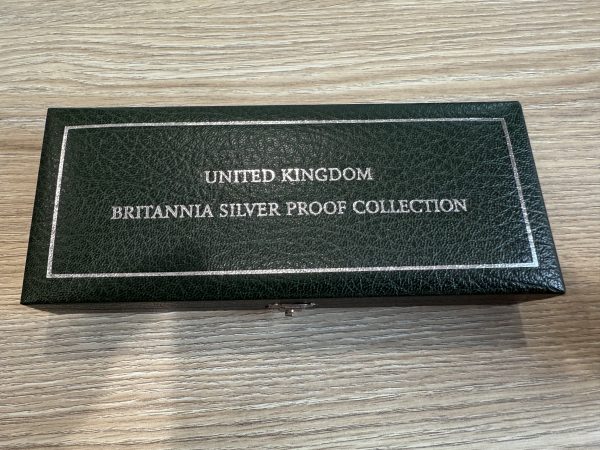 UNITED KINGDOM
BRITANNIA SILVER PROOF COLLECTION